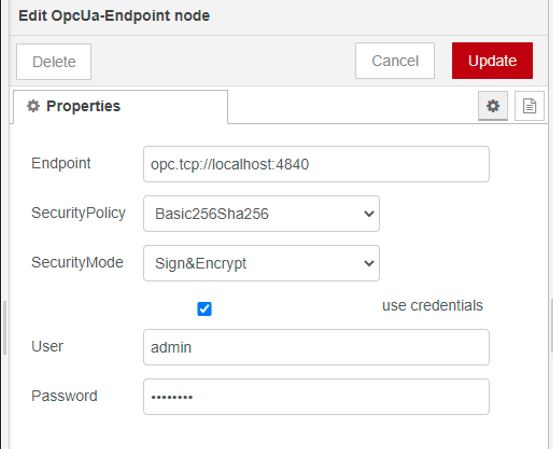 Edit OpcUa-Endpoint node
Delete
Cancel
Update
Properties
Endpoint
opc.tcp://localhost:4840
SecurityPolicy
Basic256Sha256
SecurityMode
Sign&Encrypt
use credentials
User
admin
Password
••••••••